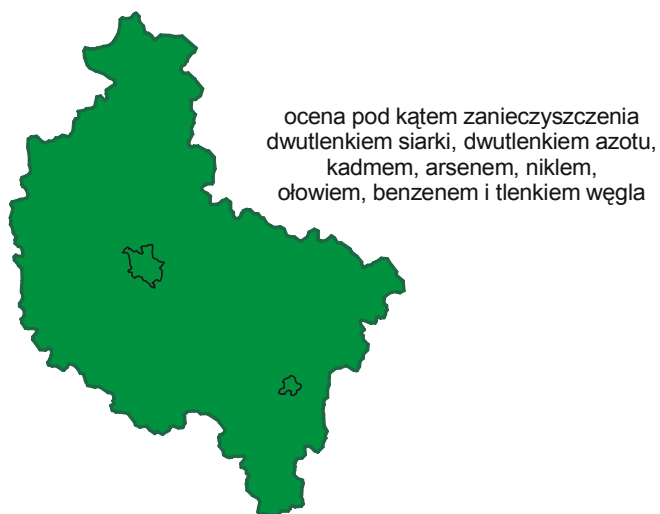 ocena pod kątem zanieczyszczenia
dwutlenkiem siarki, dwutlenkiem azotu,
kadmem, arsenem, niklem,
ołowiem, benzenem i tlenkiem węgla